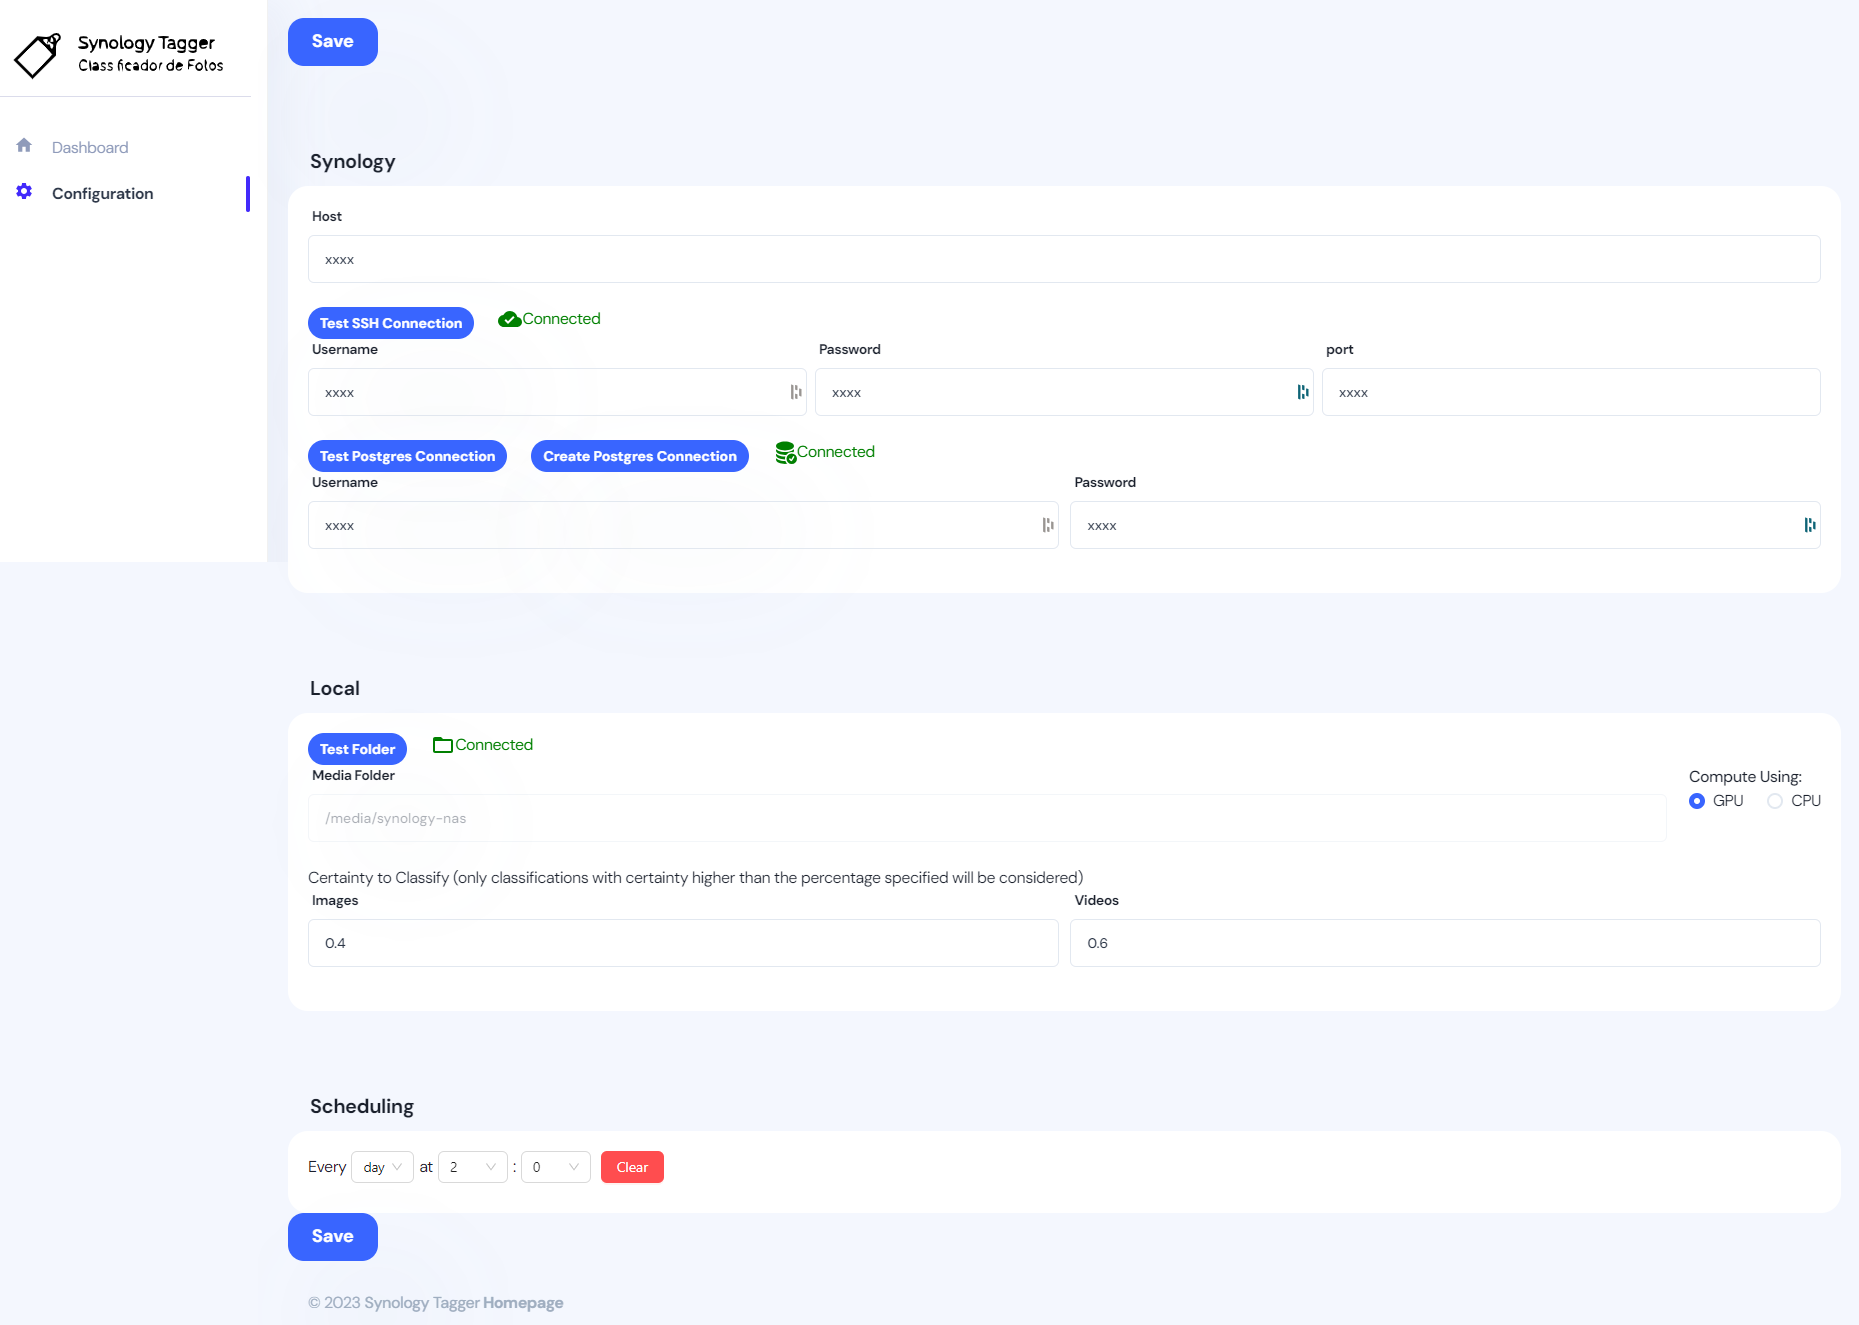 Synology Tagger
Classificador de Fotos
Dashboard
Configuration
Save
Synology
Host
xxxx
Test SSH Connection Connected
Username Password port
xxxx xxxx xxxx
Test Postgres Connection Create Postgres Connection Connected
Username Password
xxxx xxxx
Local
Test Folder Connected
Media Folder
Compute Using:
GPU CPU
/media/synology-nas
Certainty to Classify (only classifications with certainty higher than the percentage specified will be considered)
Images Videos
0.4 0.6
Scheduling
Every day at 2 : 0 Clear
Save
© 2023 Synology Tagger Homepage